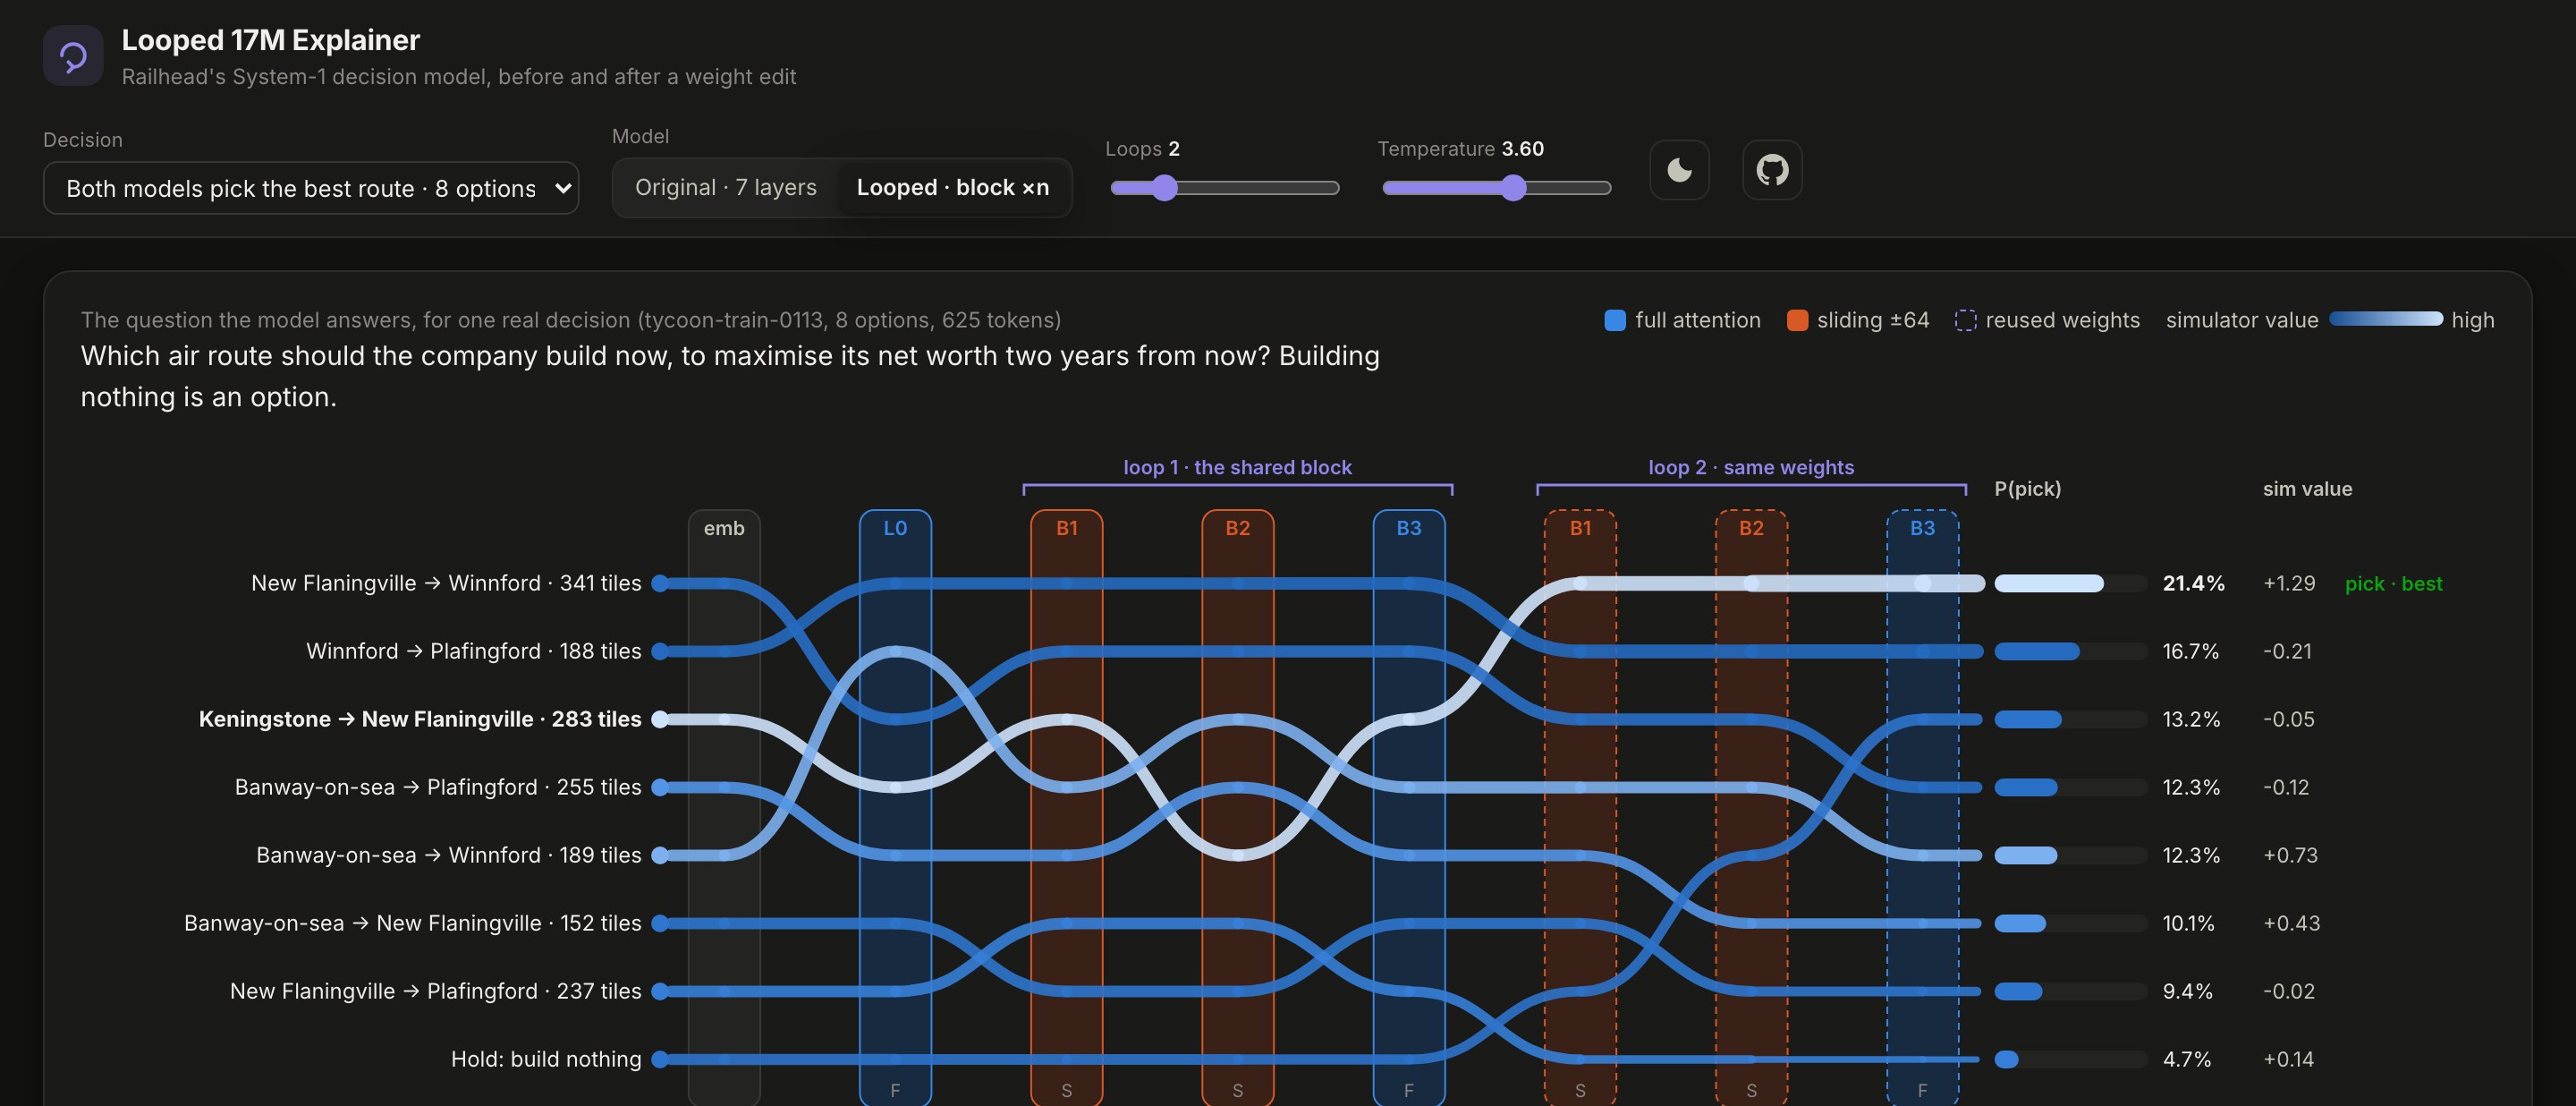 Looped 17M Explainer
Railhead's System-1 decision model, before and after a weight edit
Decision
Model
Loops 2
Temperature 3.60
Both models pick the best route · 8 options
Original · 7 layers
Looped · block ×n
The question the model answers, for one real decision (tycoon-train-0113, 8 options, 625 tokens)
full attention
sliding ±64
reused weights
simulator value
high
Which air route should the company build now, to maximise its net worth two years from now? Building
nothing is an option.
loop 1 · the shared block
loop 2 · same weights
P(pick)
sim value
emb
L0
B1
B2
B3
B1
B2
B3
New Flaningville → Winnford · 341 tiles
21.4%
+1.29
pick · best
Winnford → Plafingford · 188 tiles
16.7%
-0.21
Keningstone → New Flaningville · 283 tiles
13.2%
-0.05
Banway-on-sea → Plafingford · 255 tiles
12.3%
-0.12
Banway-on-sea → Winnford · 189 tiles
12.3%
+0.73
Banway-on-sea → New Flaningville · 152 tiles
10.1%
+0.43
New Flaningville → Plafingford · 237 tiles
9.4%
-0.02
Hold: build nothing
4.7%
+0.14
F
S
S
F
S
S
F